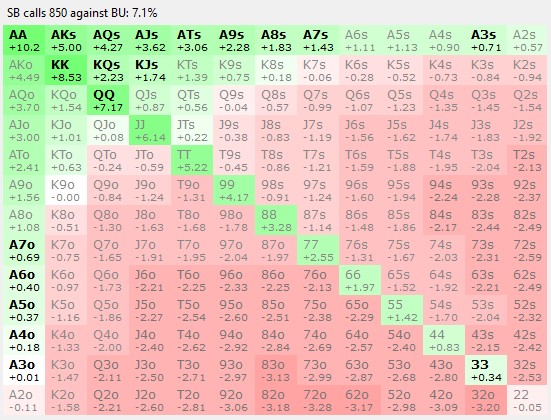 SB calls 850 against BU: 7.1%
AA AKs AQs AJs ATs A9s A8s A7s A6s A5s A4s A3s A2s
+10.2 +5.00 +4.27 +3.62 +3.06 +2.28 +1.83 +1.43 +1.11 +1.13 +0.90 +0.71 +0.57
AKo KK KQs KJs KTs K9s K8s K7s K6s K5s K4s K3s K2s
+4.49 +8.53 +2.23 +1.74 +1.39 +0.75 +0.18 -0.06 -0.28 -0.52 -0.73 -0.84 -0.94
AQo KQo QQ QJs QTs Q9s Q8s Q7s Q6s Q5s Q4s Q3s Q2s
+3.70 +1.54 +7.17 +0.87 +0.56 -0.04 -0.57 -0.99 -1.07 -1.23 -1.35 -1.45 -1.54
AJo KJo QJo JJ JTs J9s J8s J7s J6s J5s J4s J3s J2s
+3.00 +1.01 +0.08 +6.14 +0.22 -0.38 -0.83 -1.19 -1.56 -1.62 -1.74 -1.83 -1.92
ATo KTo QTo JTo TT T9s T8s T7s T6s T5s T4s T3s T2s
+2.41 +0.63 -0.24 -0.59 +5.22 -0.45 -0.86 -1.21 -1.59 -1.88 -1.95 -2.04 -2.13
A9o K9o Q9o J9o T9o 99 98s 97s 96s 95s 94s 93s 92s
+1.56 -0.00 -0.84 -1.24 -1.31 +4.17 -0.91 -1.24 -1.60 -1.94 -2.24 -2.28 -2.37
A8o K8o Q8o J8o T8o 98o 88 87s 86s 85s 84s 83s 82s
+1.08 -0.51 -1.30 -1.63 -1.68 -1.78 +3.28 -1.14 -1.48 -1.86 -2.17 -2.44 -2.49
A7o K7o Q7o J7o T7o 97o 87o 77 76s 75s 74s 73s 72s
+0.69 -0.75 -1.65 -1.91 -1.95 -2.04 -1.97 +2.55 -1.31 -1.67 -2.03 -2.31 -2.59
A6o K6o Q6o J6o T6o 96o 86o 76o 66 65s 64s 63s 62s
+0.40 -0.97 -1.73 -2.21 -2.25 -2.33 -2.25 -2.13 +1.97 -1.52 -1.92 -2.21 -2.49
A5o K5o Q5o J5o T5o 95o 85o 75o 65o 55 54s 53s 52s
+0.37 -1.16 -1.86 -2.27 -2.54 -2.60 -2.51 -2.38 -2.29 +1.42 -1.70 -2.04 -2.32
A4o K4o Q4o J4o T4o 94o 84o 74o 64o 54o 44 43s 42s
+0.18 -1.33 -2.00 -2.40 -2.62 -2.92 -2.84 -2.69 -2.57 -2.40 +0.83 -2.15 -2.42
A3o K3o Q3o J3o T3o 93o 83o 73o 63o 53o 43o 33 32s
+0.01 -1.47 -2.11 -2.50 -2.71 -2.97 -3.13 -2.99 -2.87 -2.68 -2.80 +0.34 -2.53
A2o K2o Q2o J2o T2o 92o 82o 72o 62o 52o 42o 32o 22
-0.11 -1.58 -2.21 -2.60 -2.81 -3.06 -3.18 -3.28 -3.17 -2.98 -3.09 -3.20 -0.05